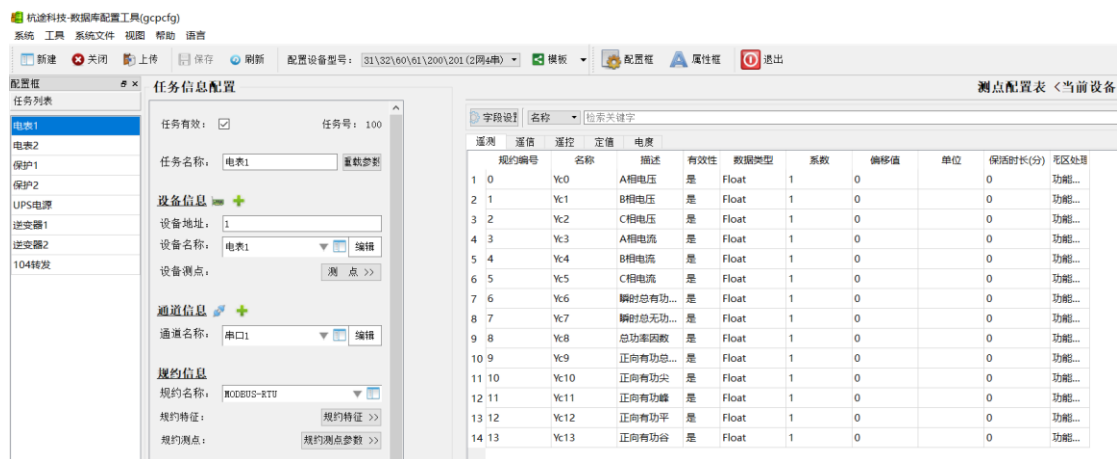 杭途科技-数据库配置工具(gcpcfg)
系统 工具 系统文件 视图 帮助 语言
新建 关闭 上传 保存 刷新 配置设备型号： 31\32\60\61\200\201(2网4串) 模板 配置框 属性框 退出
配置框
任务列表
电表1
电表2
保护1
保护2
UPS电源
逆变器1
逆变器2
104转发
任务信息配置
任务有效： 任务号： 100
任务名称： 电表1 重载参数
设备信息
设备地址： 1
设备名称： 电表1 编辑
设备测点： 测 点 >>
通道信息
通道名称： 串口1 编辑
规约信息
规约名称： MODBUS-RTU
规约特征： 规约特征 >>
规约测点： 规约测点参数 >>
测点配置表 <当前设备
字段设置 名称 检索关键字
遥测 遥信 遥控 定值 电度
规约编号 名称 描述 有效性 数据类型 系数 偏移值 单位 保活时长(分) 死区处理
1 0 Yc0 A相电压 是 Float 1 0 0 功能...
2 1 Yc1 B相电压 是 Float 1 0 0 功能...
3 2 Yc2 C相电压 是 Float 1 0 0 功能...
4 3 Yc3 A相电流 是 Float 1 0 0 功能...
5 4 Yc4 B相电流 是 Float 1 0 0 功能...
6 5 Yc5 C相电流 是 Float 1 0 0 功能...
7 6 Yc6 瞬时总有功... 是 Float 1 0 0 功能...
8 7 Yc7 瞬时总无功... 是 Float 1 0 0 功能...
9 8 Yc8 总功率因数 是 Float 1 0 0 功能...
10 9 Yc9 正向有功总... 是 Float 1 0 0 功能...
11 10 Yc10 正向有功尖 是 Float 1 0 0 功能...
12 11 Yc11 正向有功峰 是 Float 1 0 0 功能...
13 12 Yc12 正向有功平 是 Float 1 0 0 功能...
14 13 Yc13 正向有功谷 是 Float 1 0 0 功能...